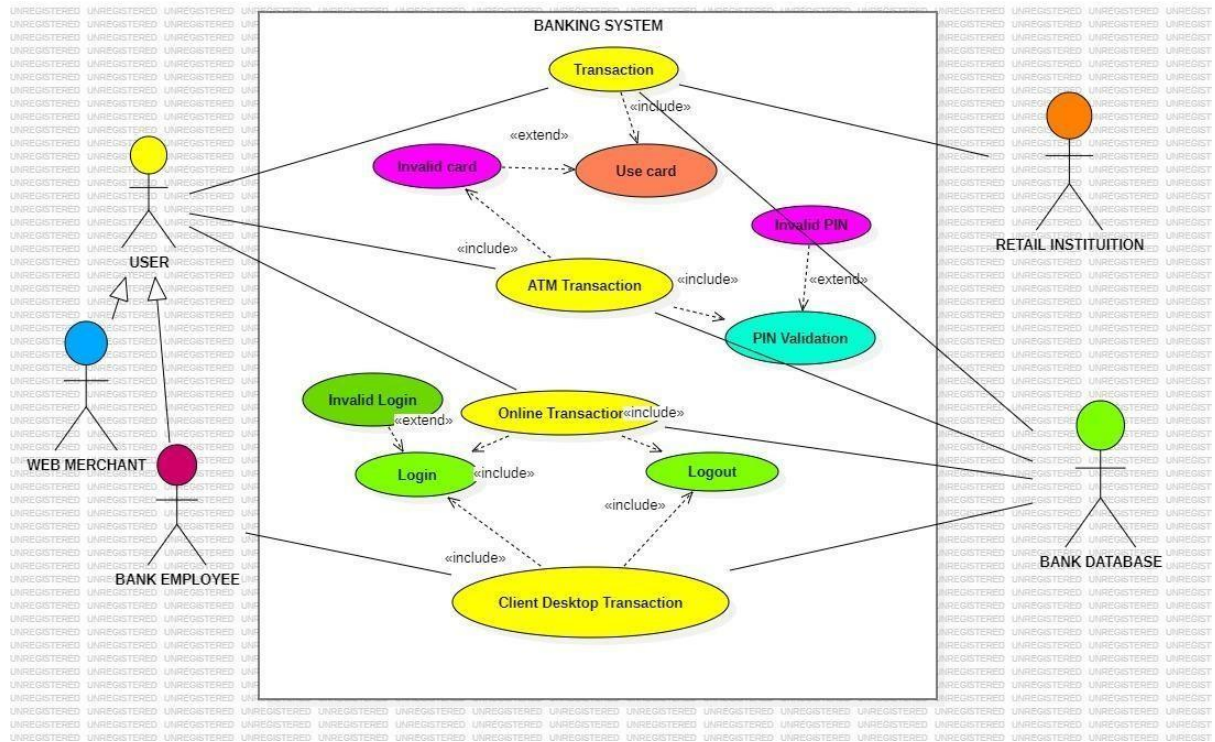 BANKING SYSTEM
Transaction
«include»
«extend»
Invalid card
Use card
Invalid PIN
USER
RETAIL INSTITUITION
«include»
ATM Transaction
«include»
«extend»
PIN Validation
Invalid Login
«extend»
Online Transaction
«include»
WEB MERCHANT
Login
«include»
Logout
«include»
BANK EMPLOYEE
«include»
BANK DATABASE
Client Desktop Transaction
UNREGISTERED